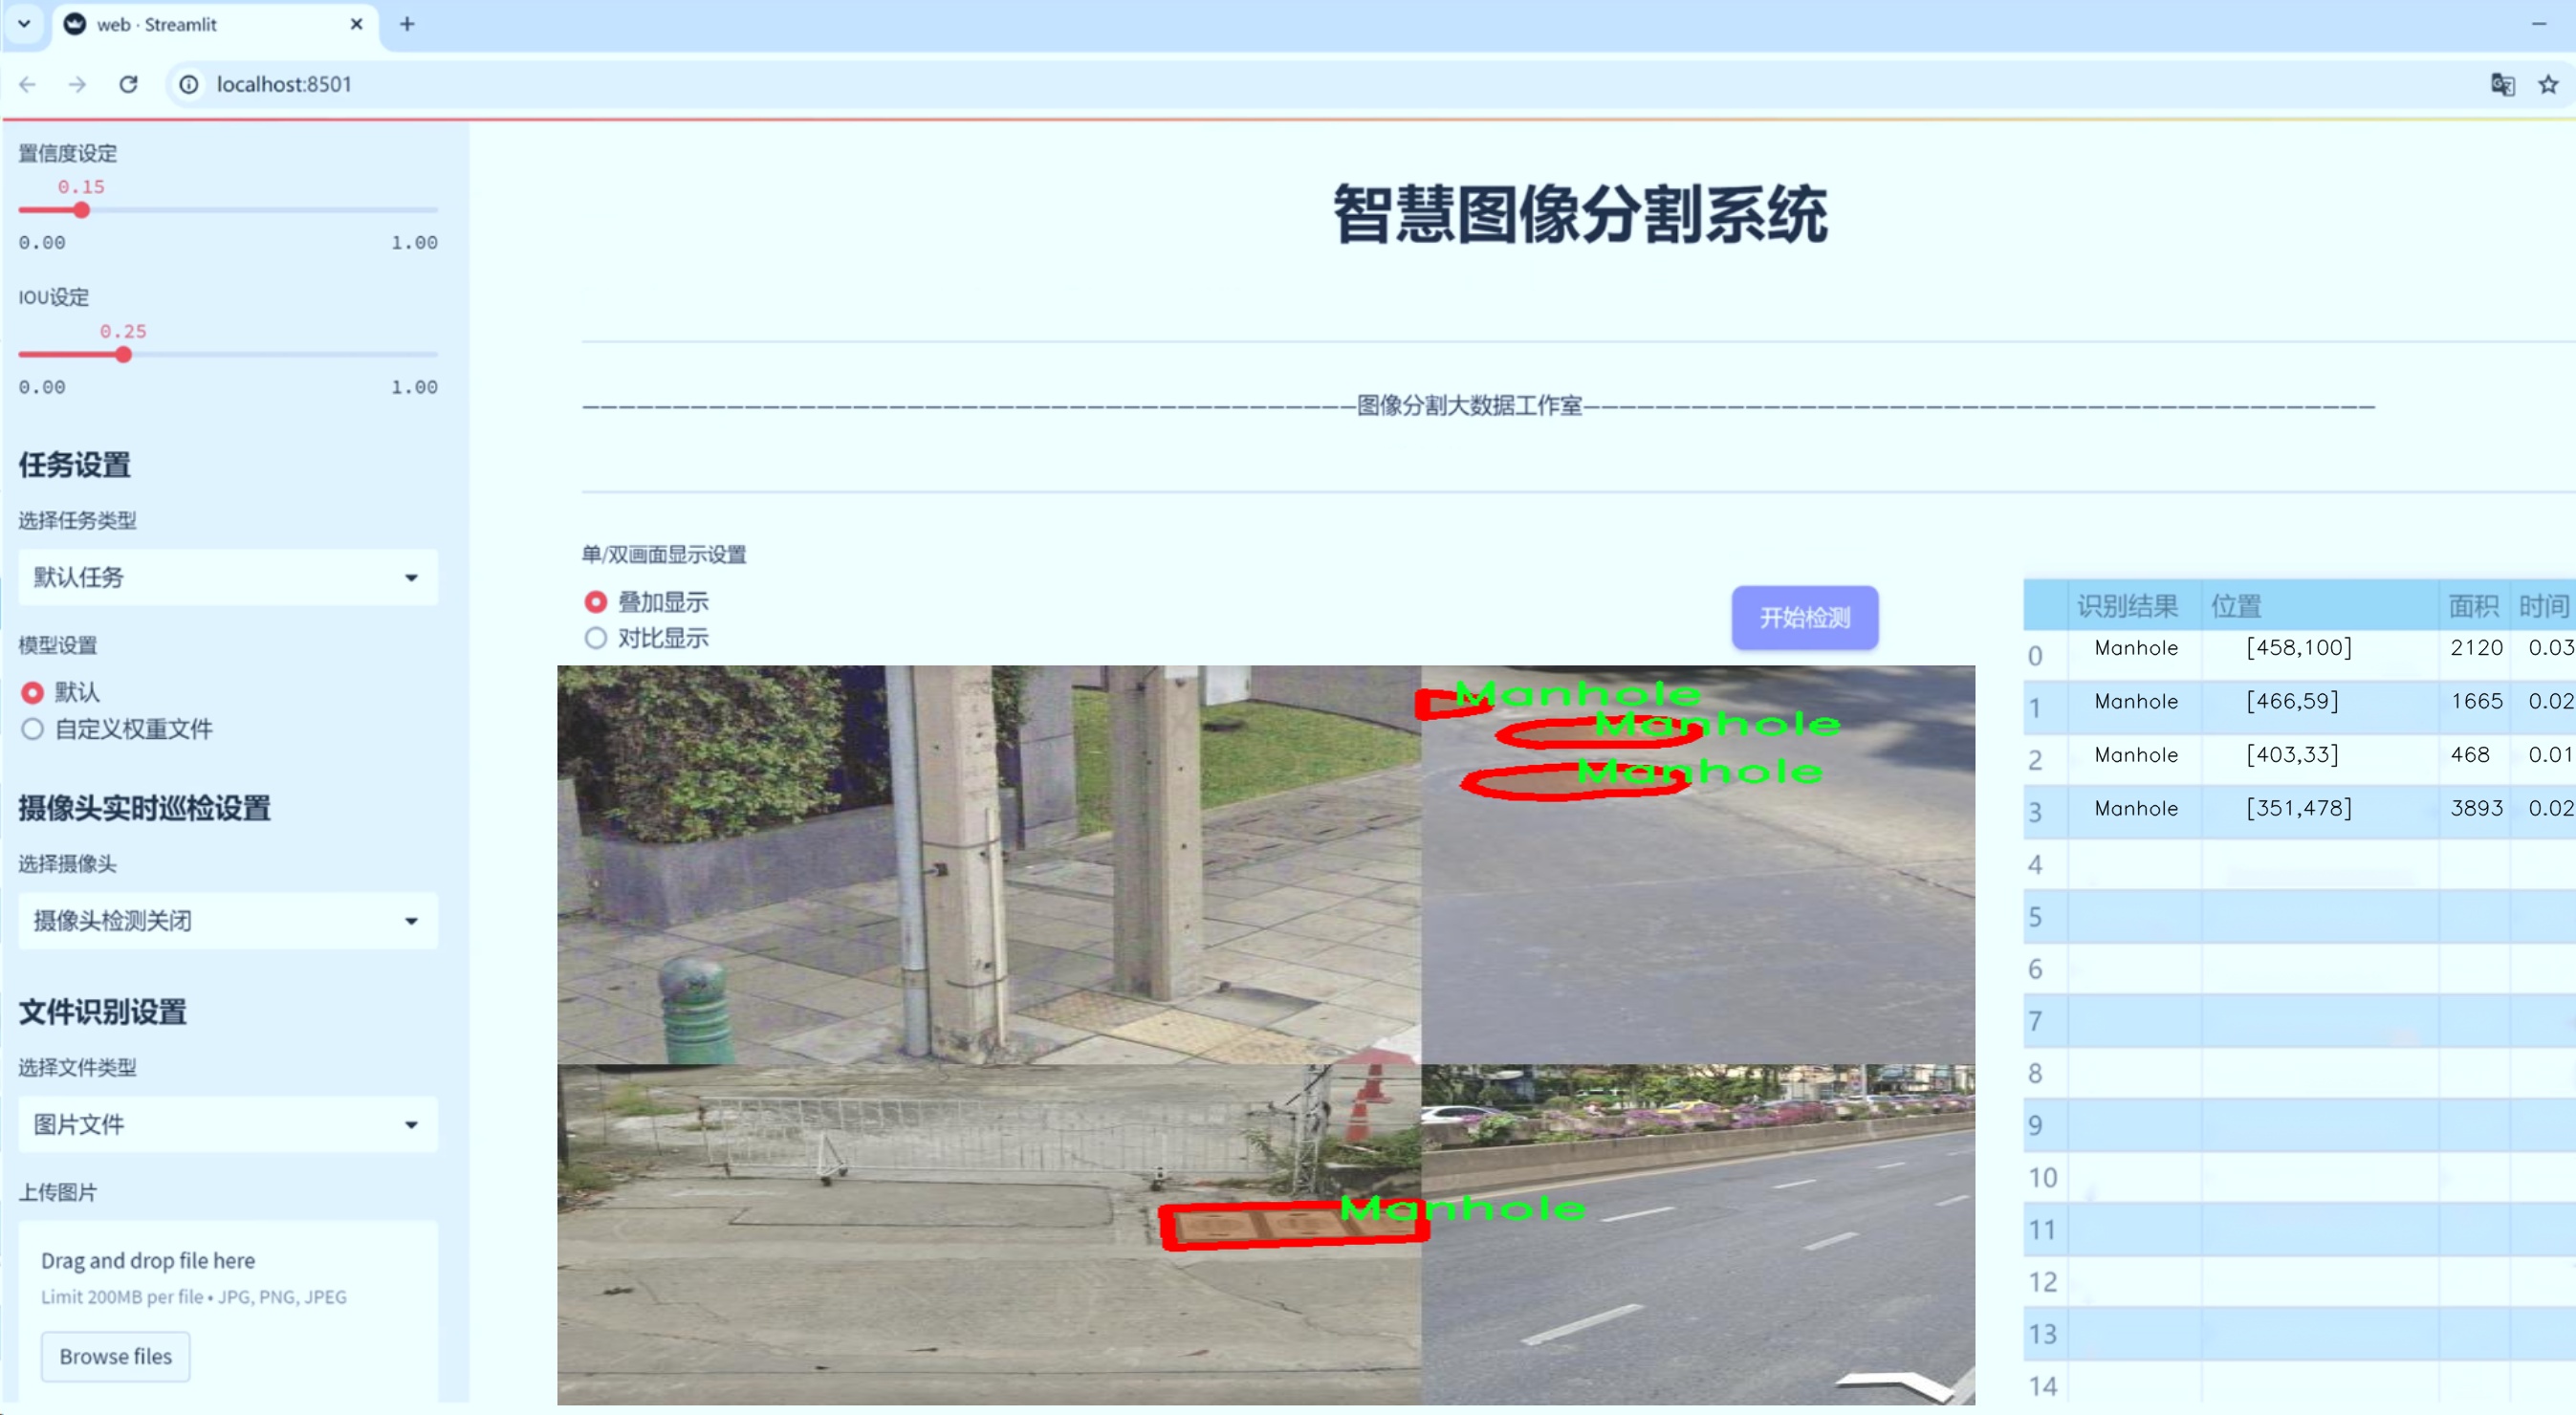 web · Streamlit
localhost:8501
置信度设定
0.15
0.00 1.00
IOU设定
0.25
0.00 1.00
任务设置
选择任务类型
默认任务
模型设置
默认
自定义权重文件
摄像头实时巡检设置
选择摄像头
摄像头检测关闭
文件识别设置
选择文件类型
图片文件
上传图片
Drag and drop file here
Limit 200MB per file • JPG, PNG, JPEG
Browse files
智慧图像分割系统
图像分割大数据工作室
单/双画面显示设置
叠加显示
对比显示
开始检测
Manhole
Manhole
Manhole
Manhole
识别结果 位置 面积 时间
0 Manhole [458,100] 2120 0.03
1 Manhole [466,59] 1665 0.02
2 Manhole [403,33] 468 0.01
3 Manhole [351,478] 3893 0.02
4
5
6
7
8
9
10
11
12
13
14